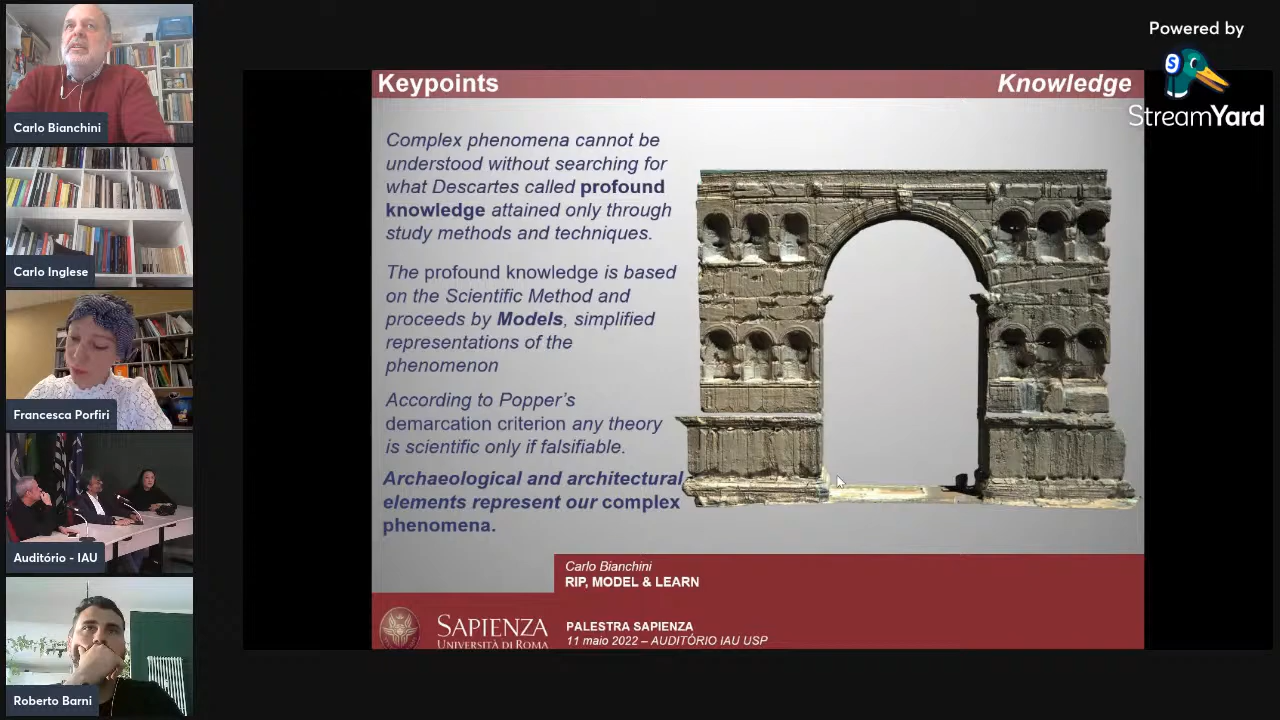 Carlo Bianchini
Carlo Inglese
Francesca Porfiri
Auditório - IAU
Roberto Barni
Keypoints
Knowledge
Complex phenomena cannot be
understood without searching for
what Descartes called profound
knowledge attained only through
study methods and techniques.
The profound knowledge is based
on the Scientific Method and
proceeds by Models, simplified
representations of the
phenomenon
According to Popper's
demarcation criterion any theory
is scientific only if falsifiable.
Archaeological and architectural
elements represent our complex
phenomena.
Carlo Bianchini
RIP, MODEL & LEARN
SAPIENZA
UNIVERSITÀ DI ROMA
PALESTRA SAPIENZA
11 maio 2022 – AUDITÓRIO IAU USP
Powered by
S
StreamYard